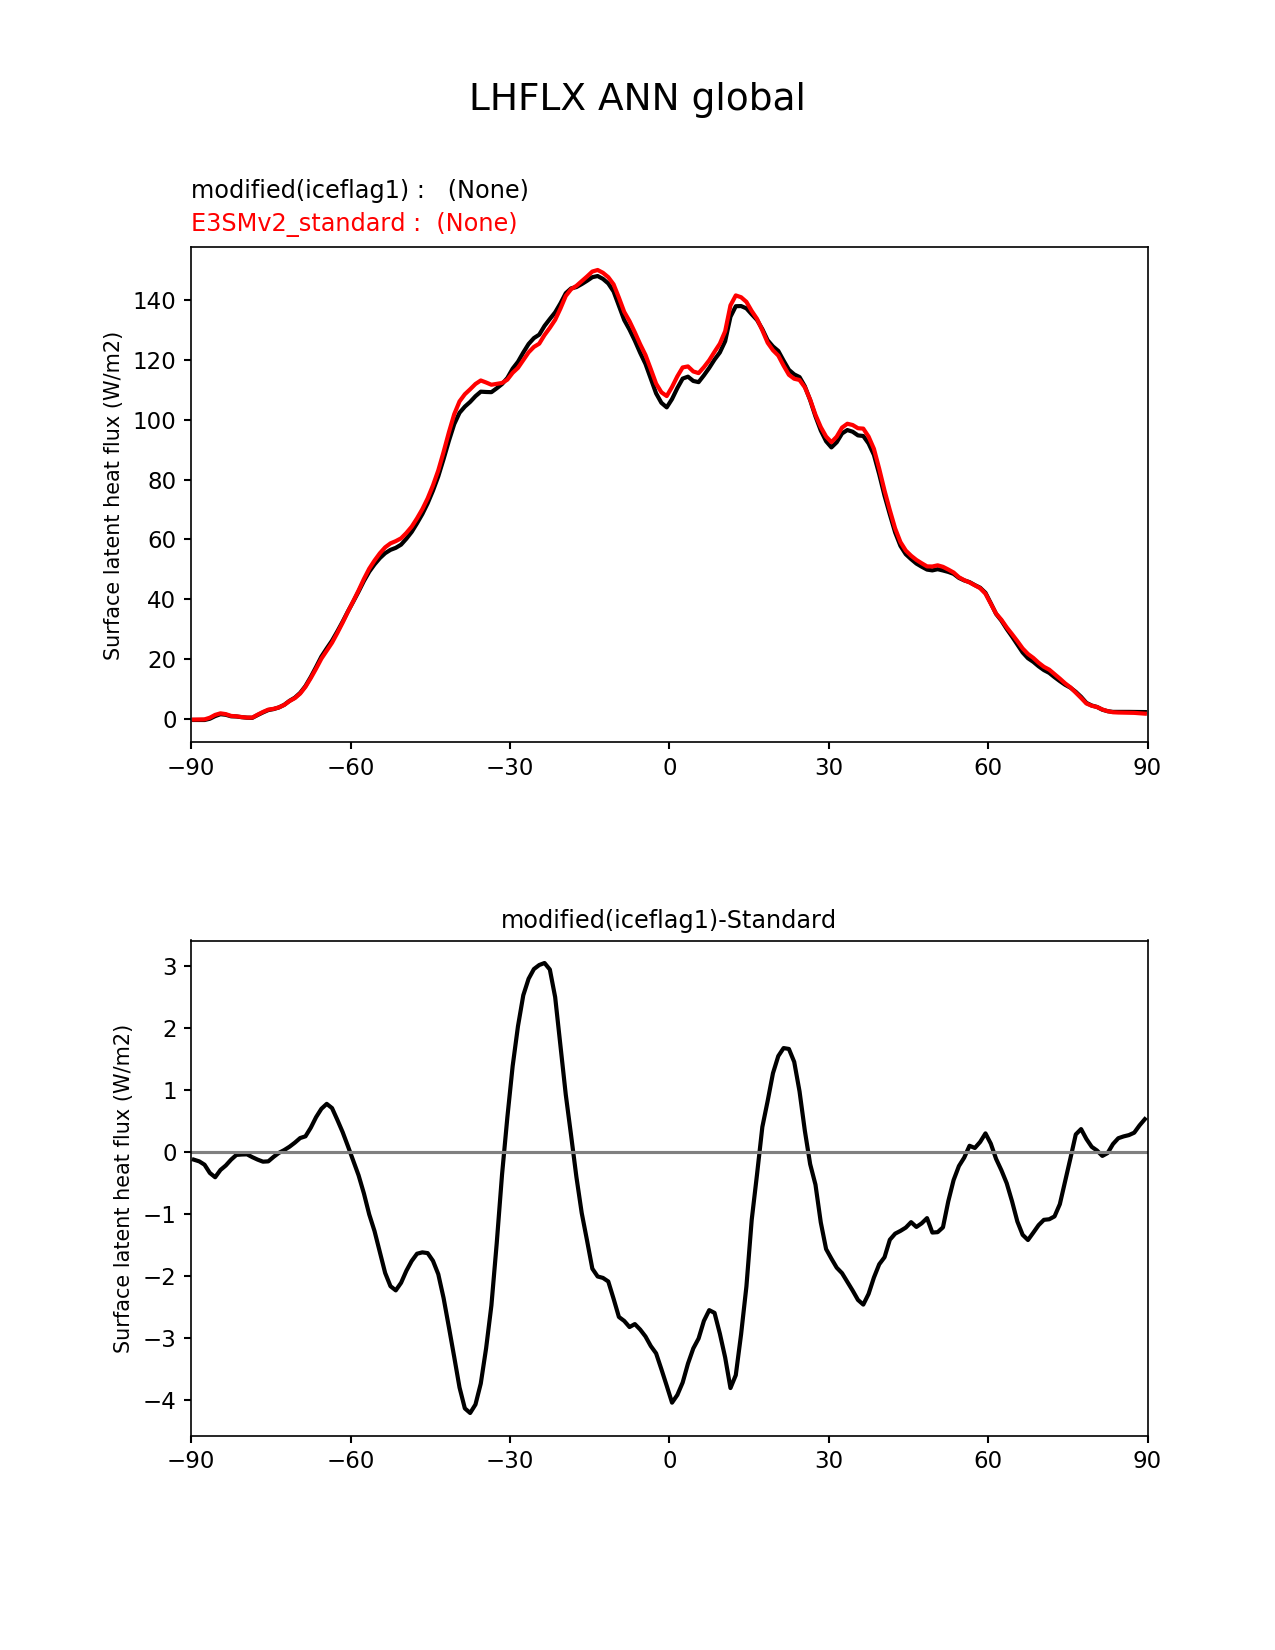 LHFLX ANN global
modified(iceflag1) :   (None)
E3SMv2_standard :  (None)
Surface latent heat flux (W/m2)
140
120
100
80
60
40
20
0
−90 −60 −30 0 30 60 90
modified(iceflag1)-Standard
Surface latent heat flux (W/m2)
3
2
1
0
−1
−2
−3
−4
−90 −60 −30 0 30 60 90